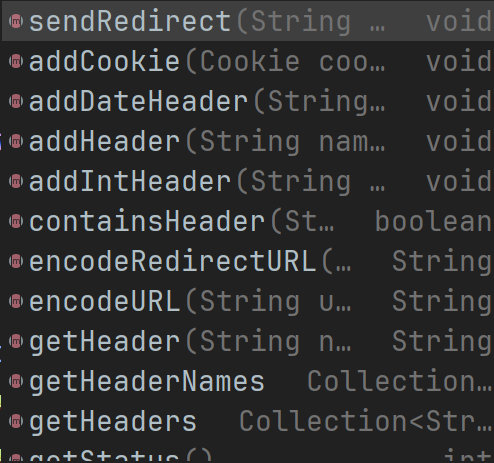 sendRedirect(String … void
addCookie(Cookie coo… void
addDateHeader(String… void
addHeader(String nam… void
addIntHeader(String … void
containsHeader(St… boolean
encodeRedirectURL(… String
encodeURL(String u… String
getHeader(String n… String
getHeaderNames Collection…
getHeaders Collection<Str…
getStatus() int